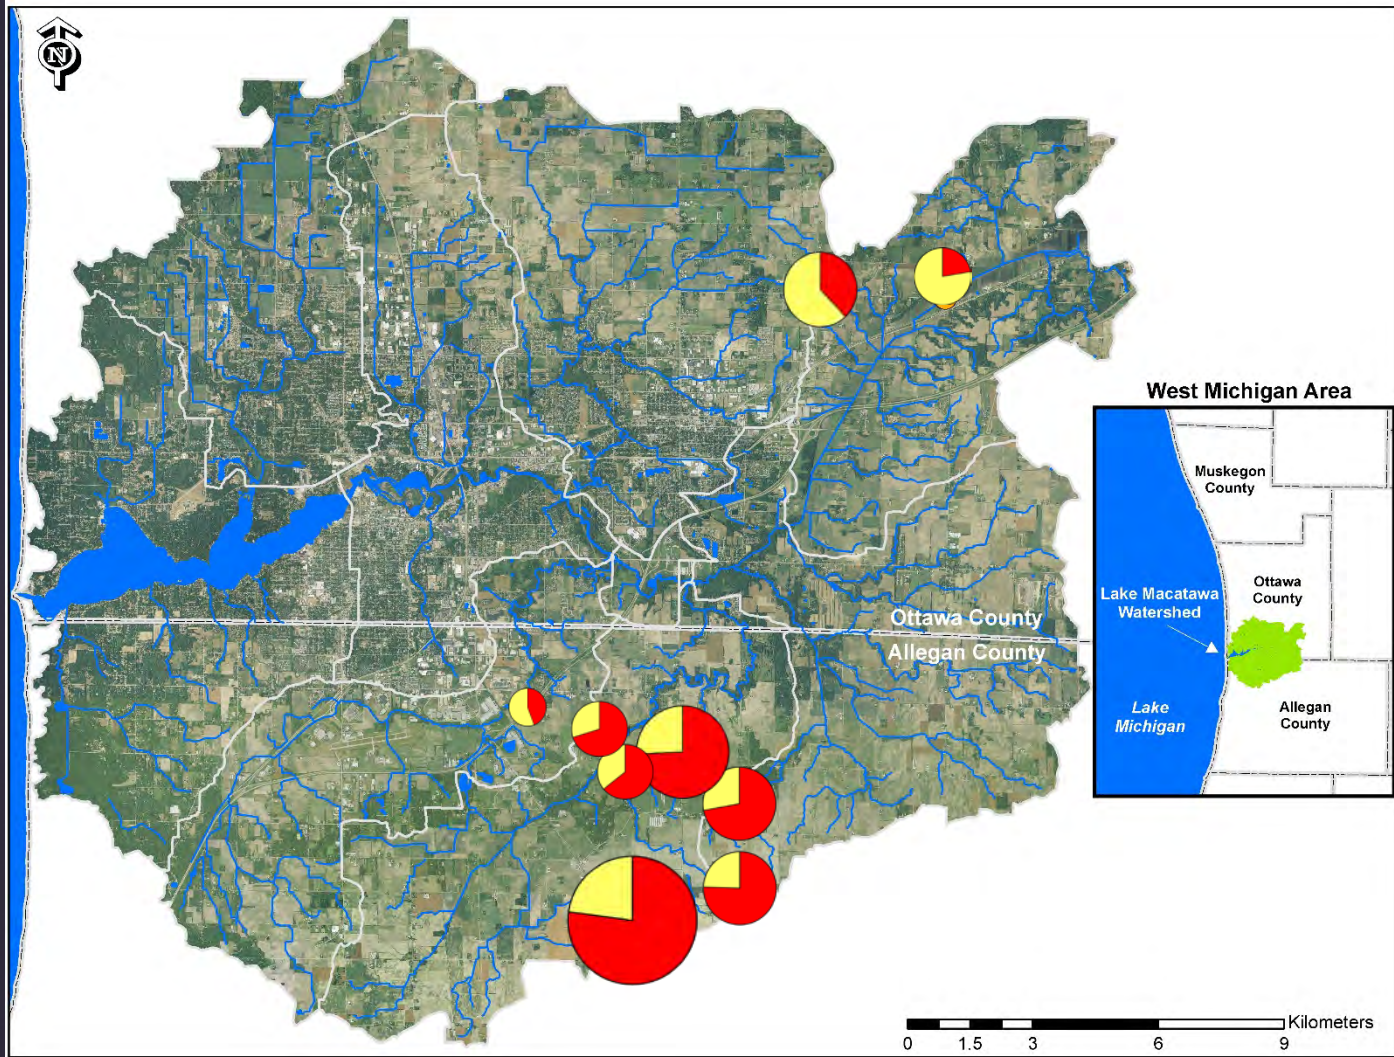 N
West Michigan Area
Muskegon
County
Ottawa
County
Lake Macatawa
Watershed
Ottawa County
Allegan County
Allegan
County
Lake
Michigan
Kilometers
0 1.5 3 6 9